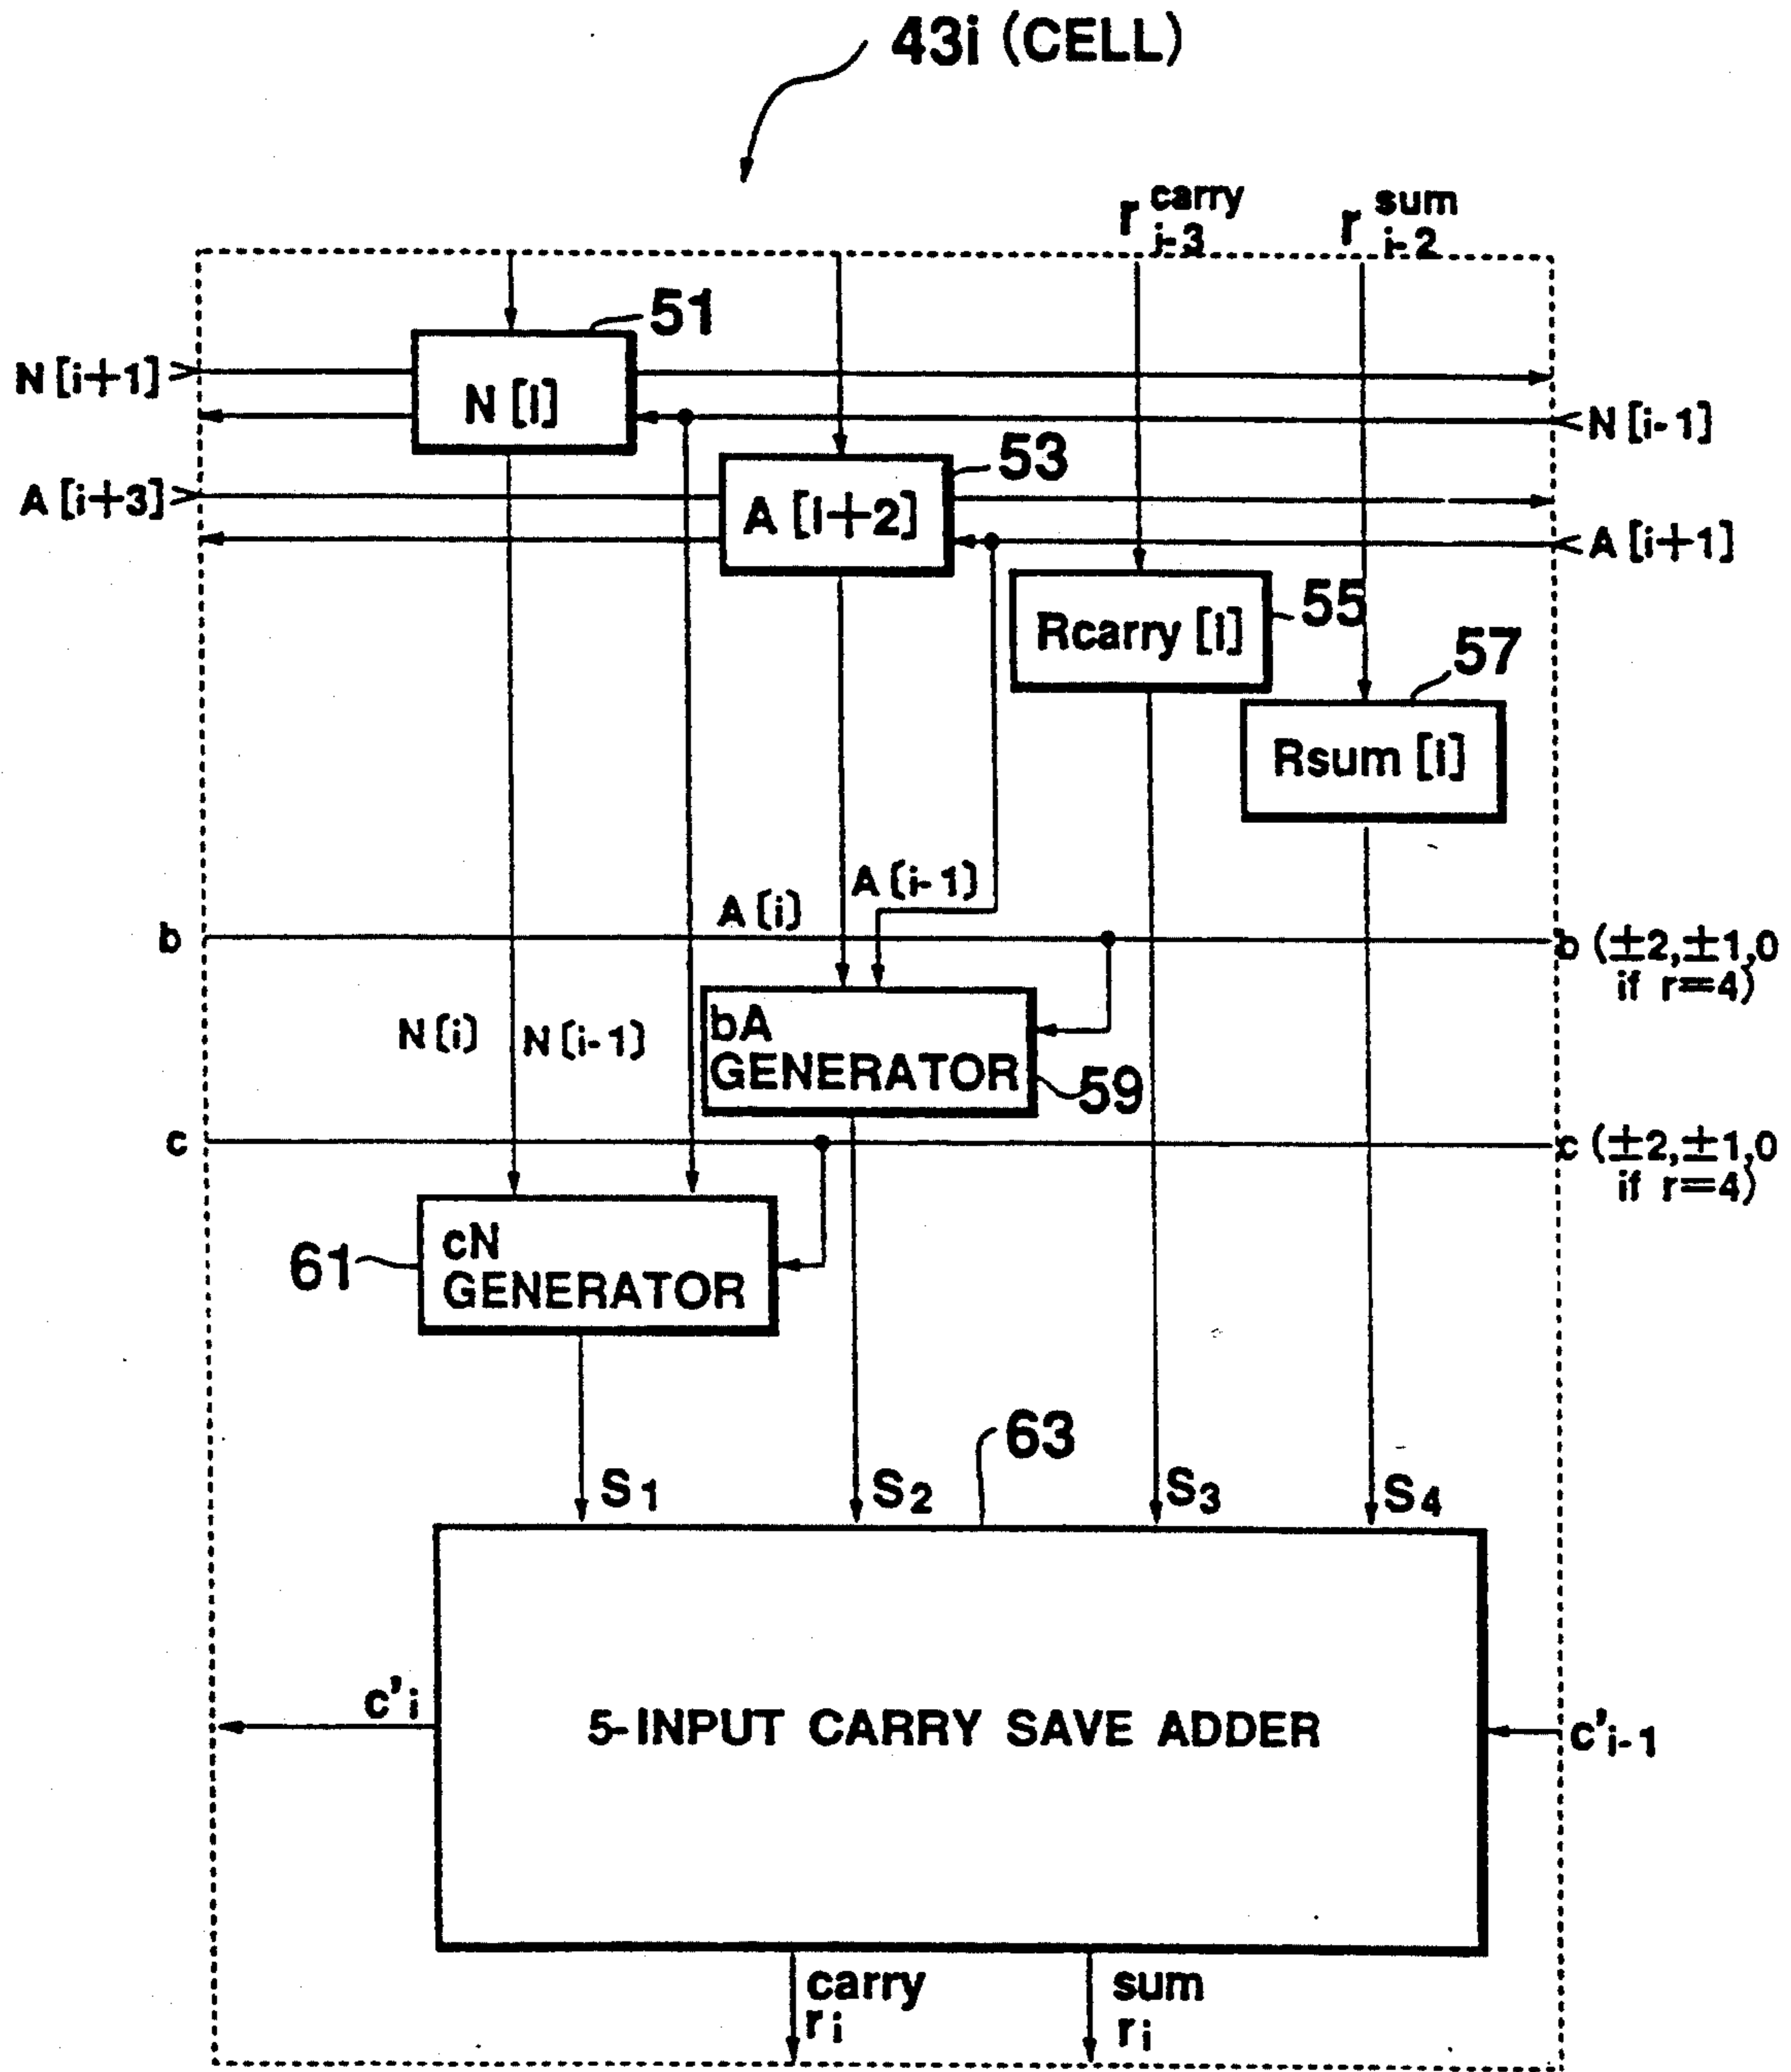 43i (CELL)
r carry i-3
r sum i-2
51
N [i+1]
N [I]
N [i-1]
53
A [i+3]
A [I+2]
A [i+1]
55
Rcarry [I]
57
Rsum [I]
A (i-1)
A (i)
b
b (±2,±1,0
if r=4)
bA
GENERATOR
59
N (i)
N (i-1)
c
c (±2,±1,0
if r=4)
cN
GENERATOR
61
63
S1
S2
S3
S4
c'i
5-INPUT CARRY SAVE ADDER
c'i-1
carry
ri
sum
ri